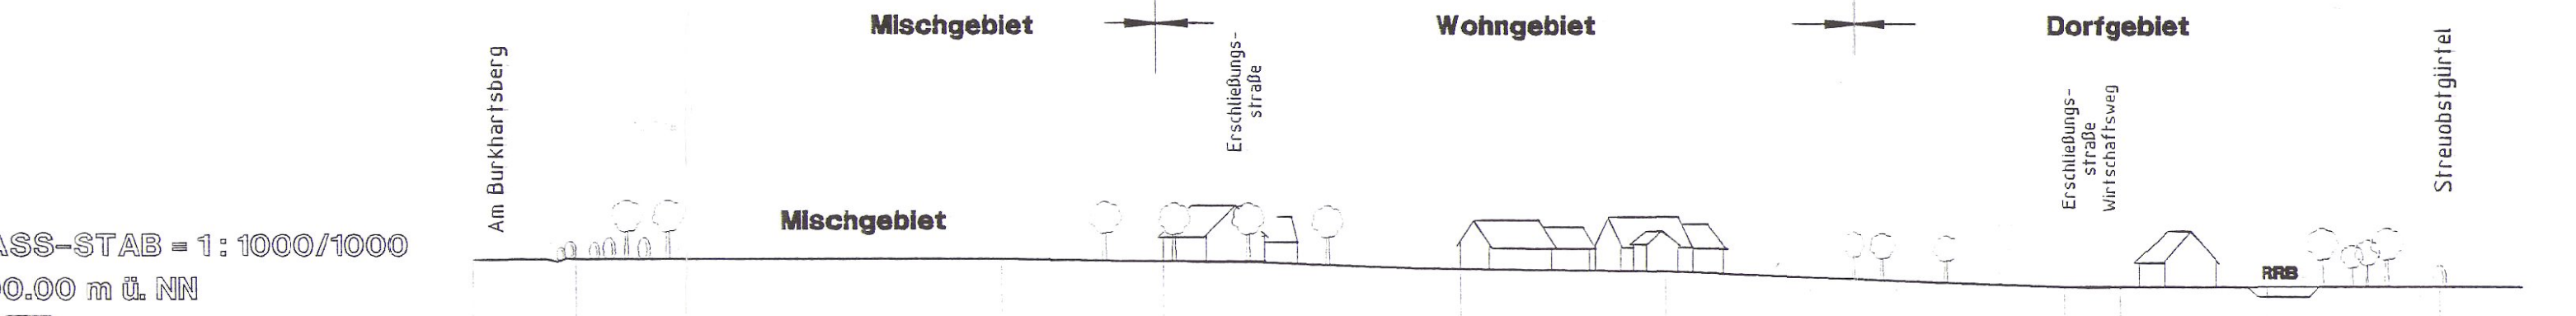 Mischgebiet
Wohngebiet
Dorfgebiet
Am Burkhartsberg
Erschließungs-
straße
Erschließungs-
straße
Wirtschaftsweg
Streuobstgürtel
Mischgebiet
ASS-STAB = 1:1000/1000
00.00 m ü. NN
RRB